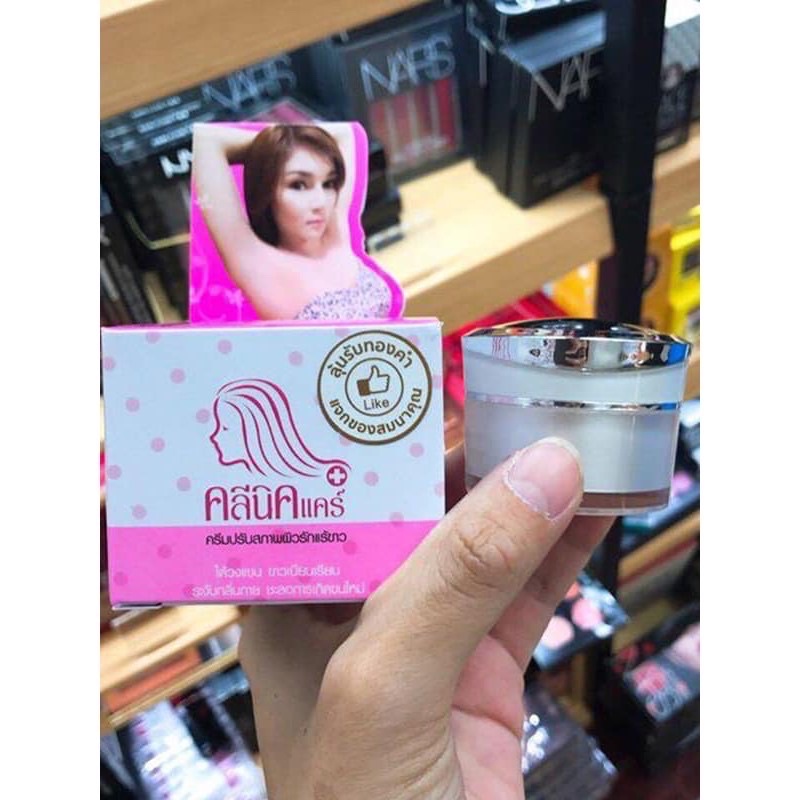 NARS
NARS
NARS
ลุ้นรับทองคำ
Like
แจกของสมนาคุณ
คลีนิคแคร์
ครีมปรับสภาพผิวรักแร้ขาว
ใต้วงแขน ขาวเนียนเรียบ
ระงับกลิ่นกาย ชะลอการเกิดขนใหม่